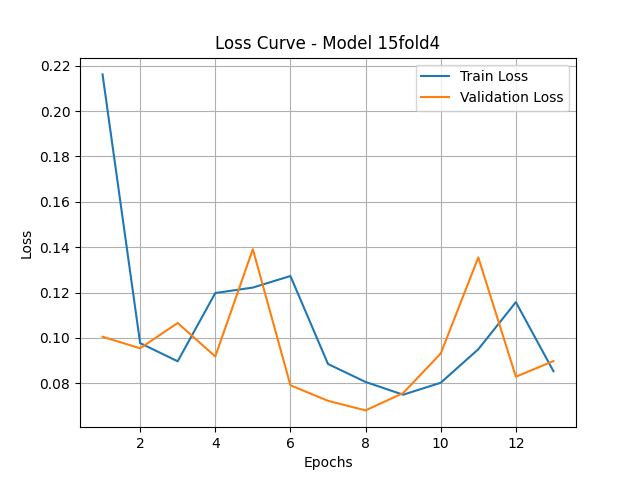 Loss Curve - Model 15fold4
Train Loss
Validation Loss
0.22
0.20
0.18
0.16
0.14
0.12
0.10
0.08
Loss
2 4 6 8 10 12
Epochs